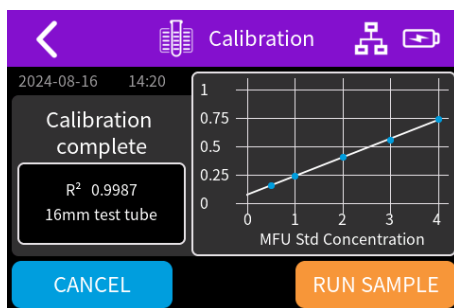 Calibration
2024-08-16 14:20
Calibration
complete
R² 0.9987
16mm test tube
1
0.75
0.5
0.25
0
0 1 2 3 4
MFU Std Concentration
CANCEL
RUN SAMPLE